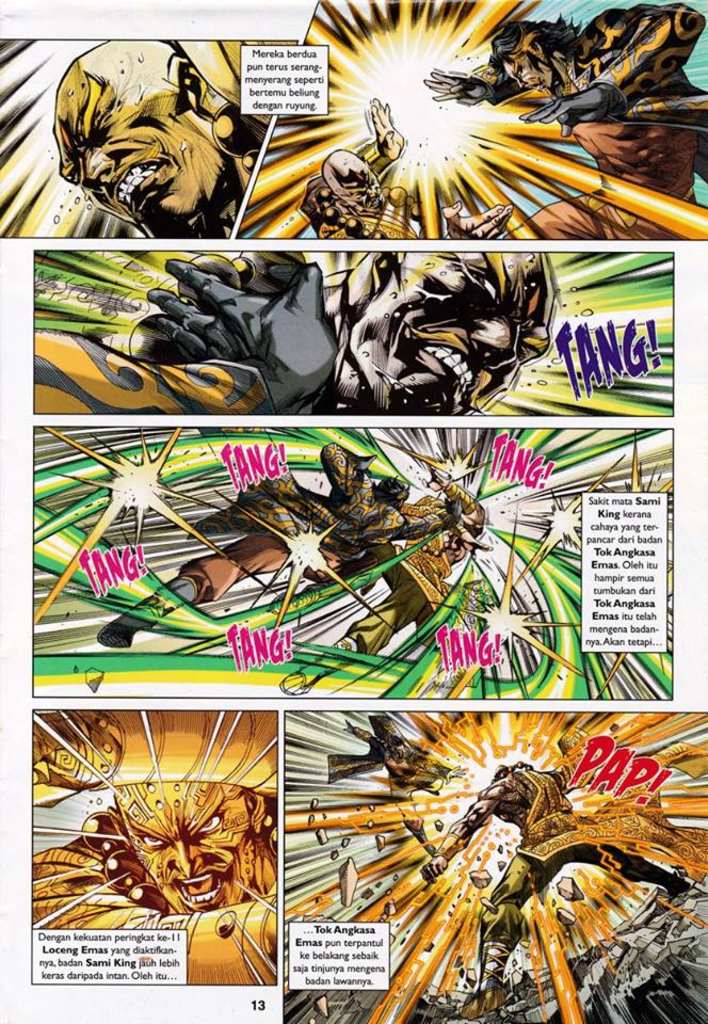 Mereka berdua
pun terus serang-
menyerang seperti
bertemu beliung
dengan ruyung.
TANG!
TANG!
TANG!
TANG!
TANG!
TANG!
Sakit mata Sami
King kerana
cahaya yang ter-
pancar dari badan
Tok Angkasa
Emas. Oleh itu
hampir semua
tumbukan dari
Tok Angkasa
Emas itu telah
mengena badan-
nya. Akan tetapi...
Dengan kekuatan peringkat ke-11
Loceng Emas yang diaktifkan-
nya, badan Sami King jauh lebih
keras daripada intan. Oleh itu...
PAP!
...Tok Angkasa
Emas pun terpantul
ke belakang sebaik
saja tinjunya mengena
badan lawannya.
13